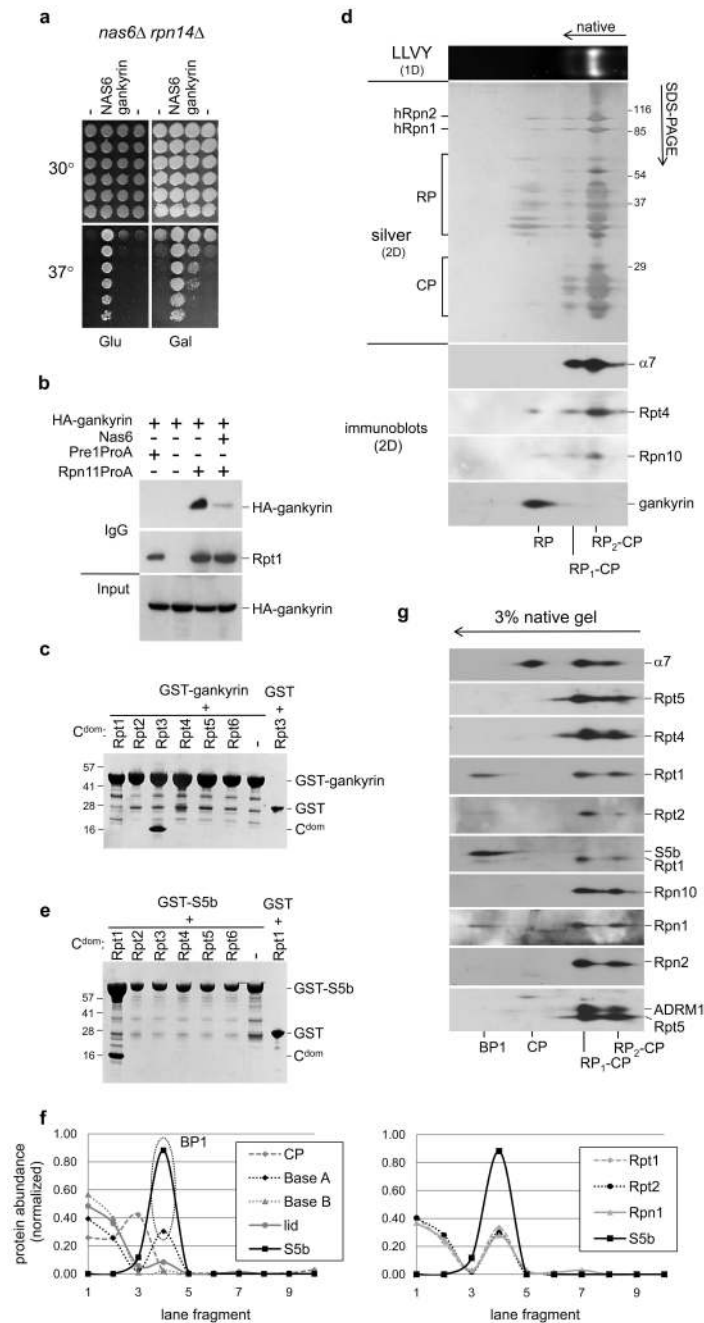 a
nas6Δ rpn14Δ
- NAS6 gankyrin -
- NAS6 gankyrin -
30°
37°
Glu Gal
b
HA-gankyrin + + + +
Nas6 - - - +
Pre1ProA + - - -
Rpn11ProA - - + +
IgG
HA-gankyrin
Rpt1
Input
HA-gankyrin
c
GST-gankyrin
+
GST
+
Cdom: Rpt1 Rpt2 Rpt3 Rpt4 Rpt5 Rpt6 - Rpt3
57
41
28
16
GST-gankyrin
GST
Cdom
e
GST-S5b
+
GST
+
Cdom: Rpt1 Rpt2 Rpt3 Rpt4 Rpt5 Rpt6 - Rpt1
57
41
28
16
GST-S5b
GST
Cdom
d
native
LLVY
(1D)
SDS-PAGE
hRpn2
hRpn1
RP
silver
(2D)
CP
116
85
54
37
29
immunoblots
(2D)
α7
Rpt4
Rpn10
gankyrin
RP
RP1-CP
RP2-CP
g
3% native gel
α7
Rpt5
Rpt4
Rpt1
Rpt2
S5b
Rpt1
Rpn10
Rpn1
Rpn2
ADRM1
Rpt5
BP1 CP
RP1-CP
RP2-CP
f
protein abundance
(normalized)
1.00
0.80
0.60
0.40
0.20
0.00
BP1
CP
Base A
Base B
lid
S5b
1 3 5 7 9
lane fragment
1.00
0.80
0.60
0.40
0.20
0.00
Rpt1
Rpt2
Rpn1
S5b
1 3 5 7 9
lane fragment